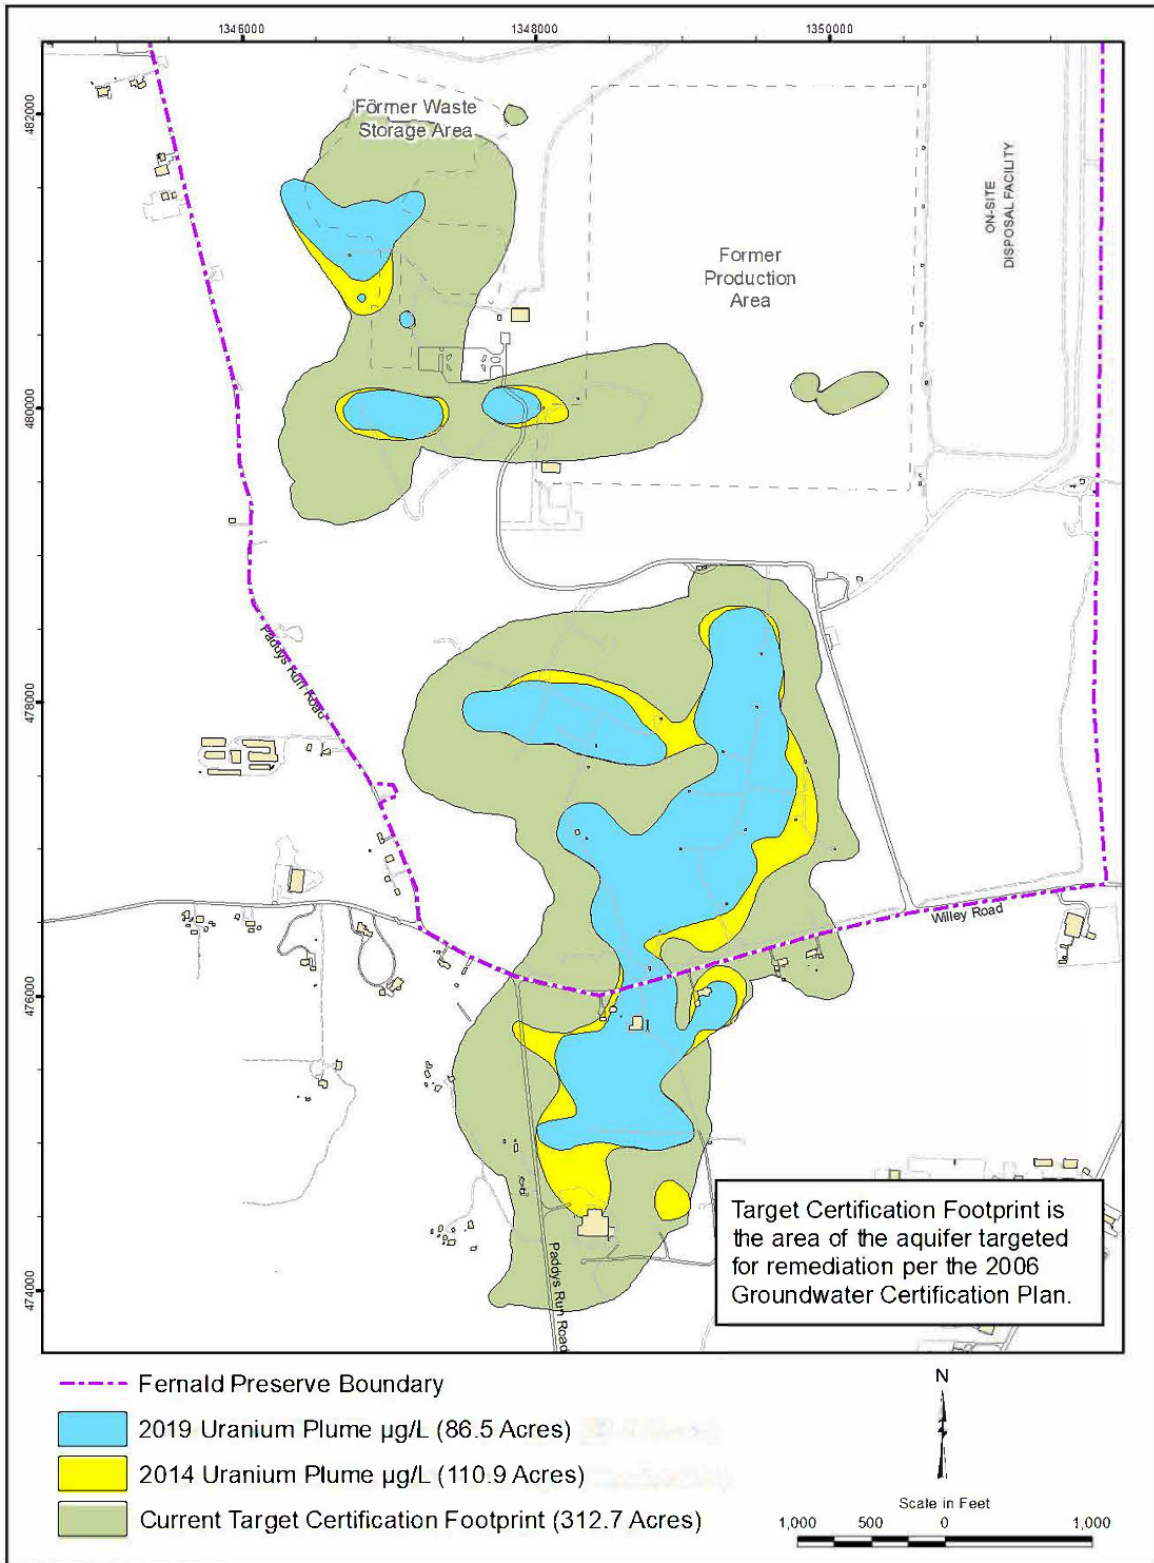 1346000
1348000
1350000
482000
480000
478000
476000
474000
Former Waste
Storage Area
Former
Production
Area
ON-SITE
DISPOSAL FACILITY
Paddys Run Road
Willey Road
Paddys Run Road
Target Certification Footprint is
the area of the aquifer targeted
for remediation per the 2006
Groundwater Certification Plan.
Fernald Preserve Boundary
2019 Uranium Plume µg/L (86.5 Acres)
2014 Uranium Plume µg/L (110.9 Acres)
Current Target Certification Footprint (312.7 Acres)
N
Scale in Feet
1,000 500 0 1,000